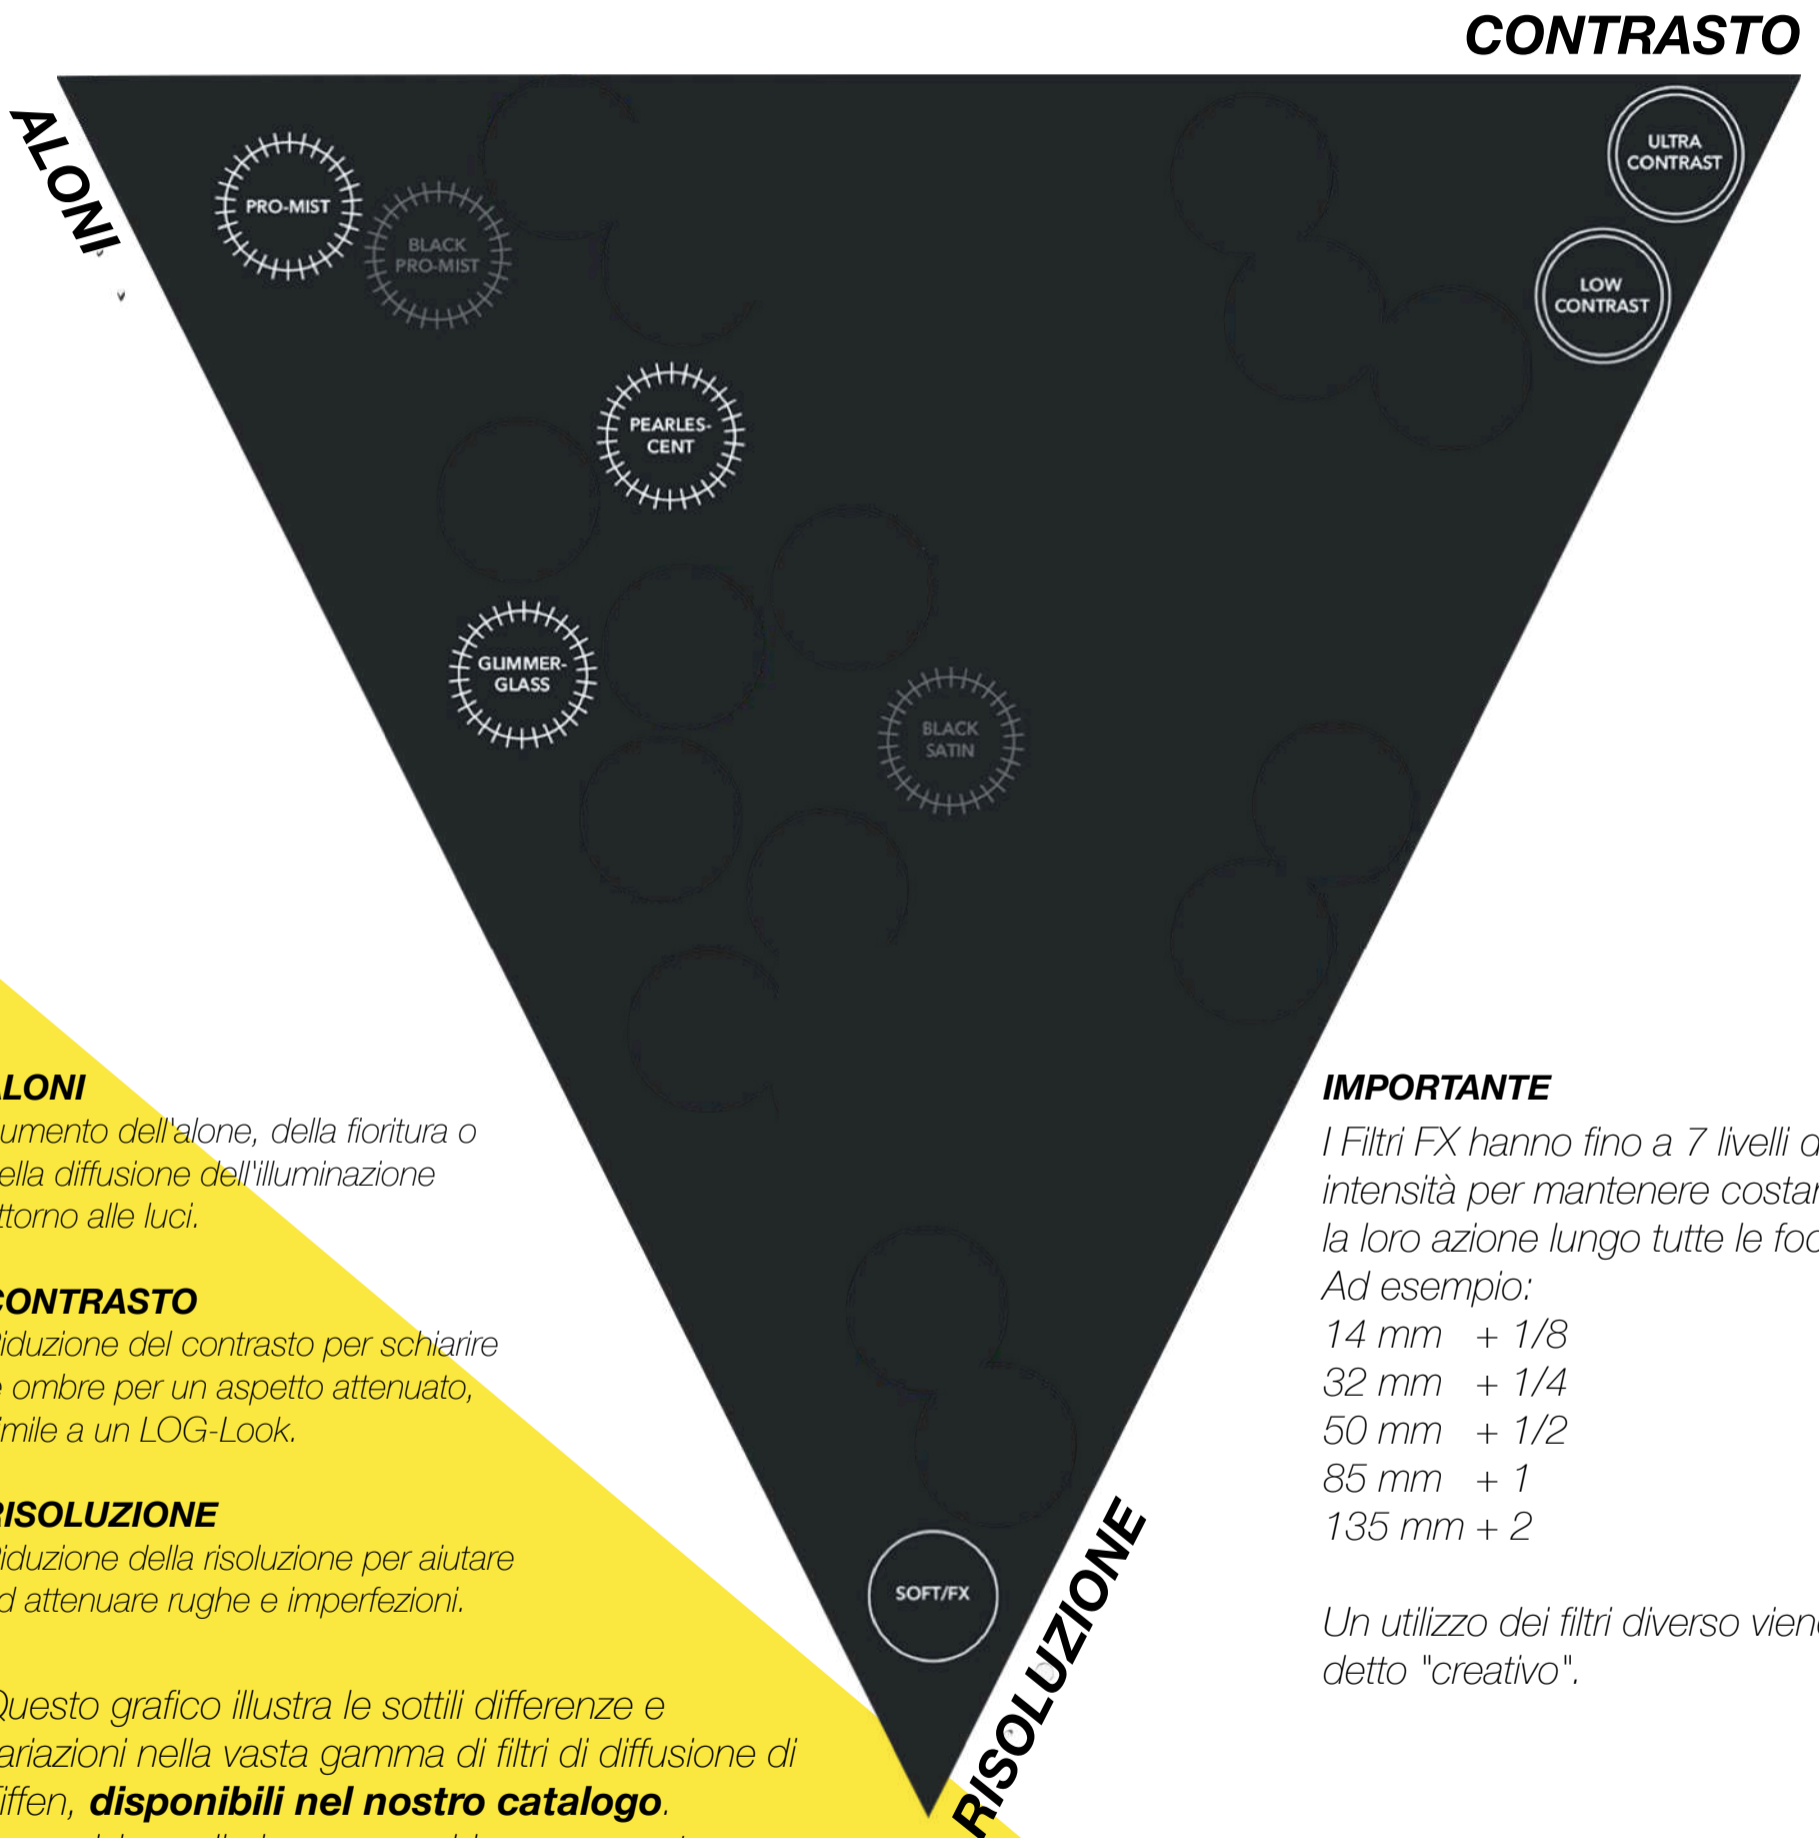 CONTRASTO
ALONI
ULTRA
CONTRAST
PRO-MIST
BLACK
PRO-MIST
LOW
CONTRAST
PEARLES-
CENT
GLIMMER-
GLASS
BLACK
SATIN
SOFT/FX
RISOLUZIONE
LONI
umento dell'alone, della fioritura o
ella diffusione dell'illuminazione
ttorno alle luci.
CONTRASTO
iduzione del contrasto per schiarire
e ombre per un aspetto attenuato,
imile a un LOG-Look.
RISOLUZIONE
iduzione della risoluzione per aiutare
d attenuare rughe e imperfezioni.
Questo grafico illustra le sottili differenze e
ariazioni nella vasta gamma di filtri di diffusione di
iffen, disponibili nel nostro catalogo.
IMPORTANTE
I Filtri FX hanno fino a 7 livelli d
intensità per mantenere costan
la loro azione lungo tutte le foc
Ad esempio:
14 mm + 1/8
32 mm + 1/4
50 mm + 1/2
85 mm + 1
135 mm + 2
Un utilizzo dei filtri diverso vien
detto "creativo".